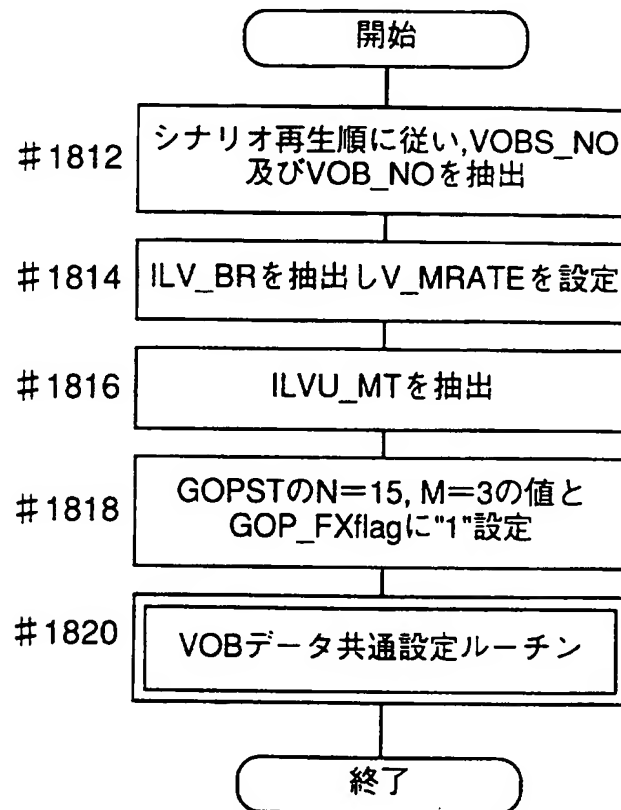 開始
#1812
シナリオ再生順に従い,VOBS_NO
及びVOB_NOを抽出
#1814
ILV_BRを抽出しV_MRATEを設定
#1816
ILVU_MTを抽出
#1818
GOPSTのN=15, M=3の値と
GOP_FXflagに"1"設定
#1820
VOBデータ共通設定ルーチン
終了